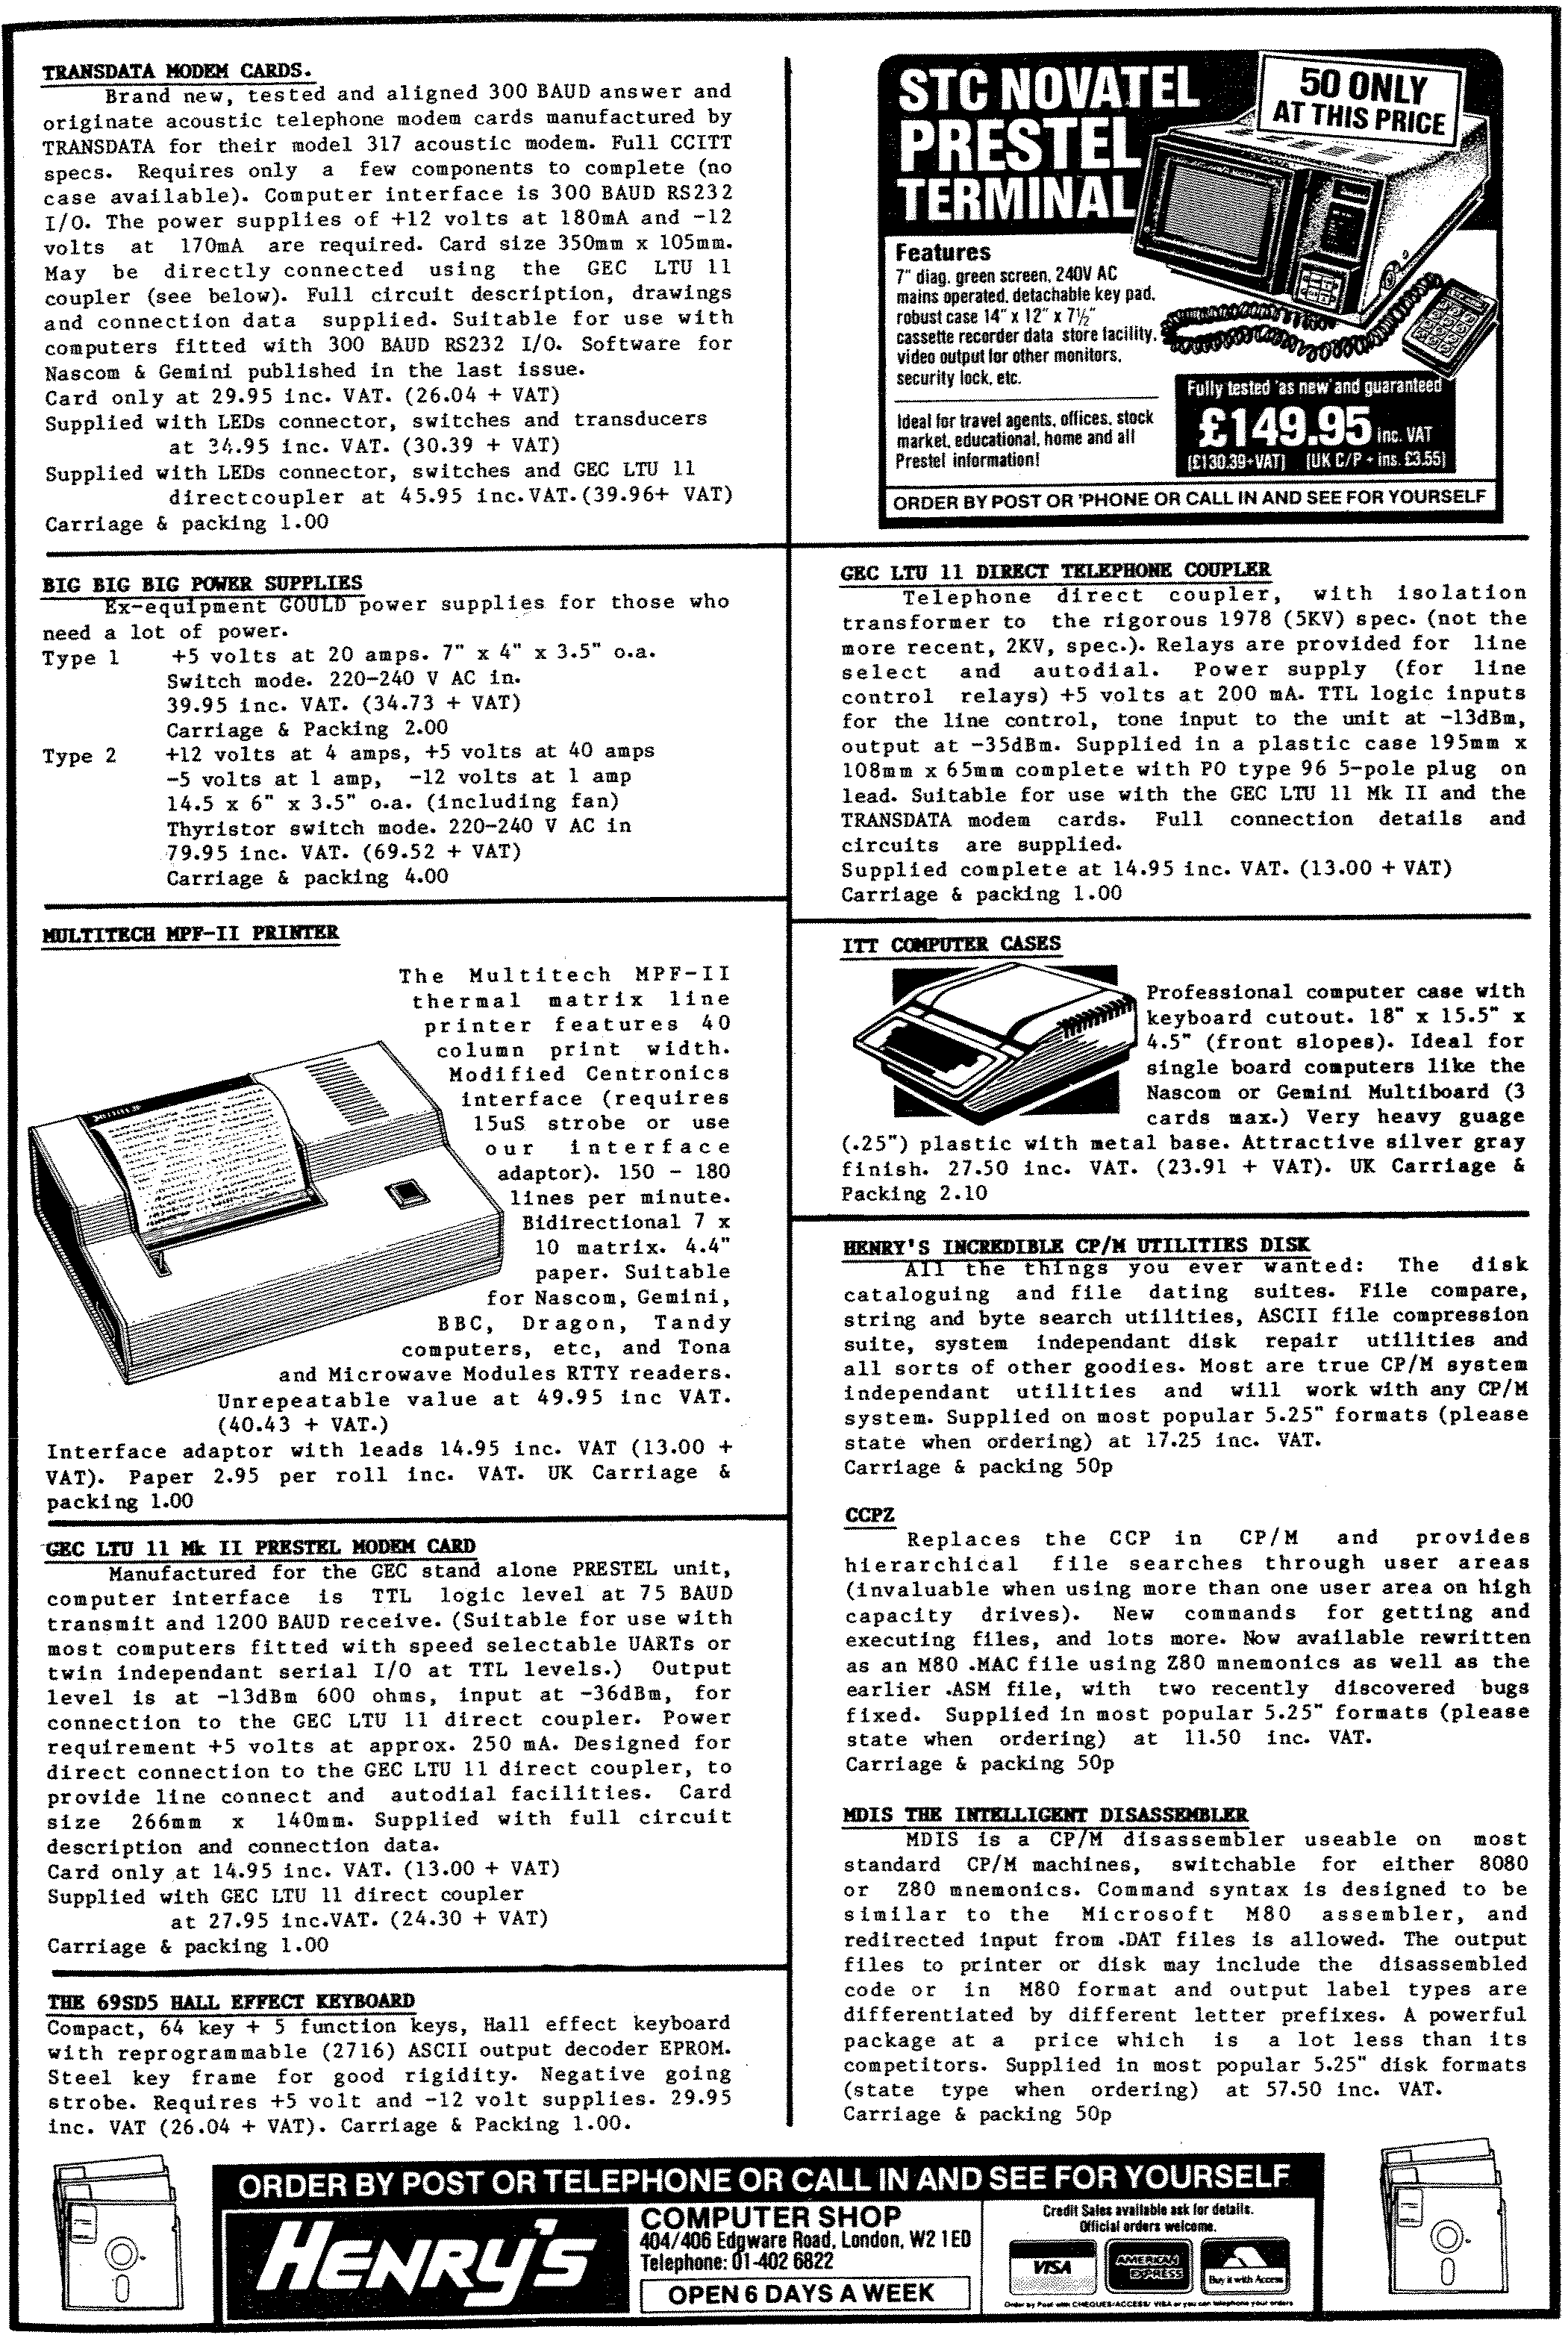 TRANSDATA MODEM CARDS.
Brand new, tested and aligned 300 BAUD answer and
originate acoustic telephone modem cards manufactured by
TRANSDATA for their model 317 acoustic modem. Full CCITT
specs. Requires only a few components to complete (no
case available). Computer interface is 300 BAUD RS232
I/O. The power supplies of +12 volts at 180mA and -12
volts at 170mA are required. Card size 350mm x 105mm.
May be directly connected using the GEC LTU 11
coupler (see below). Full circuit description, drawings
and connection data supplied. Suitable for use with
computers fitted with 300 BAUD RS232 I/O. Software for
Nascom & Gemini published in the last issue.
Card only at 29.95 inc. VAT. (26.04 + VAT)
Supplied with LEDs connector, switches and transducers
at 34.95 inc. VAT. (30.39 + VAT)
Supplied with LEDs connector, switches and GEC LTU 11
directcoupler at 45.95 inc.VAT.(39.96+ VAT)
Carriage & packing 1.00
BIG BIG BIG POWER SUPPLIES
Ex-equipment GOULD power supplies for those who
need a lot of power.
Type 1 +5 volts at 20 amps. 7" x 4" x 3.5" o.a.
Switch mode. 220-240 V AC in.
39.95 inc. VAT. (34.73 + VAT)
Carriage & Packing 2.00
Type 2 +12 volts at 4 amps, +5 volts at 40 amps
-5 volts at 1 amp, -12 volts at 1 amp
14.5 x 6" x 3.5" o.a. (including fan)
Thyristor switch mode. 220-240 V AC in
79.95 inc. VAT. (69.52 + VAT)
Carriage & packing 4.00
MULTITECH MPF-II PRINTER
The Multitech MPF-II
thermal matrix line
printer features 40
column print width.
Modified Centronics
interface (requires
15uS strobe or use
our interface
adaptor). 150 - 180
lines per minute.
Bidirectional 7 x
10 matrix. 4.4"
paper. Suitable
for Nascom, Gemini,
BBC, Dragon, Tandy
computers, etc, and Tona
and Microwave Modules RTTY readers.
Unrepeatable value at 49.95 inc VAT.
(40.43 + VAT.)
Interface adaptor with leads 14.95 inc. VAT (13.00 +
VAT). Paper 2.95 per roll inc. VAT. UK Carriage &
packing 1.00
GEC LTU 11 Mk II PRESTEL MODEM CARD
Manufactured for the GEC stand alone PRESTEL unit,
computer interface is TTL logic level at 75 BAUD
transmit and 1200 BAUD receive. (Suitable for use with
most computers fitted with speed selectable UARTs or
twin independant serial I/O at TTL levels.) Output
level is at -13dBm 600 ohms, input at -36dBm, for
connection to the GEC LTU 11 direct coupler. Power
requirement +5 volts at approx. 250 mA. Designed for
direct connection to the GEC LTU 11 direct coupler, to
provide line connect and autodial facilities. Card
size 266mm x 140mm. Supplied with full circuit
description and connection data.
Card only at 14.95 inc. VAT. (13.00 + VAT)
Supplied with GEC LTU 11 direct coupler
at 27.95 inc.VAT. (24.30 + VAT)
Carriage & packing 1.00
THE 69SD5 HALL EFFECT KEYBOARD
Compact, 64 key + 5 function keys, Hall effect keyboard
with reprogrammable (2716) ASCII output decoder EPROM.
Steel key frame for good rigidity. Negative going
strobe. Requires +5 volt and -12 volt supplies. 29.95
inc. VAT (26.04 + VAT). Carriage & Packing 1.00.
STC NOVATEL
PRESTEL
TERMINAL
50 ONLY
AT THIS PRICE
Features
7" diag. green screen, 240V AC
mains operated, detachable key pad,
robust case 14" x 12" x 7½"
cassette recorder data store facility,
video output for other monitors,
security lock, etc.
Ideal for travel agents, offices, stock
market, educational, home and all
Prestel information!
Fully tested 'as new' and guaranteed
£149.95 inc. VAT
(£130.39+VAT) (UK C/P + ins. £3.55)
ORDER BY POST OR 'PHONE OR CALL IN AND SEE FOR YOURSELF
GEC LTU 11 DIRECT TELEPHONE COUPLER
Telephone direct coupler, with isolation
transformer to the rigorous 1978 (5KV) spec. (not the
more recent, 2KV, spec.). Relays are provided for line
select and autodial. Power supply (for line
control relays) +5 volts at 200 mA. TTL logic inputs
for the line control, tone input to the unit at -13dBm,
output at -35dBm. Supplied in a plastic case 195mm x
108mm x 65mm complete with PO type 96 5-pole plug on
lead. Suitable for use with the GEC LTU 11 Mk II and the
TRANSDATA modem cards. Full connection details and
circuits are supplied.
Supplied complete at 14.95 inc. VAT. (13.00 + VAT)
Carriage & packing 1.00
ITT COMPUTER CASES
Professional computer case with
keyboard cutout. 18" x 15.5" x
4.5" (front slopes). Ideal for
single board computers like the
Nascom or Gemini Multiboard (3
cards max.) Very heavy guage
(.25") plastic with metal base. Attractive silver gray
finish. 27.50 inc. VAT. (23.91 + VAT). UK Carriage &
Packing 2.10
HENRY'S INCREDIBLE CP/M UTILITIES DISK
All the things you ever wanted: The disk
cataloguing and file dating suites. File compare,
string and byte search utilities, ASCII file compression
suite, system independant disk repair utilities and
all sorts of other goodies. Most are true CP/M system
independant utilities and will work with any CP/M
system. Supplied on most popular 5.25" formats (please
state when ordering) at 17.25 inc. VAT.
Carriage & packing 50p
CCPZ
Replaces the CCP in CP/M and provides
hierarchical file searches through user areas
(invaluable when using more than one user area on high
capacity drives). New commands for getting and
executing files, and lots more. Now available rewritten
as an M80 .MAC file using Z80 mnemonics as well as the
earlier .ASM file, with two recently discovered bugs
fixed. Supplied in most popular 5.25" formats (please
state when ordering) at 11.50 inc. VAT.
Carriage & packing 50p
MDIS THE INTELLIGENT DISASSEMBLER
MDIS is a CP/M disassembler useable on most
standard CP/M machines, switchable for either 8080
or Z80 mnemonics. Command syntax is designed to be
similar to the Microsoft M80 assembler, and
redirected input from .DAT files is allowed. The output
files to printer or disk may include the disassembled
code or in M80 format and output label types are
differentiated by different letter prefixes. A powerful
package at a price which is a lot less than its
competitors. Supplied in most popular 5.25" disk formats
(state type when ordering) at 57.50 inc. VAT.
Carriage & packing 50p
ORDER BY POST OR TELEPHONE OR CALL IN AND SEE FOR YOURSELF
HENRY'S
COMPUTER SHOP
404/406 Edgware Road, London, W2 1ED
Telephone: 01-402 6822
OPEN 6 DAYS A WEEK
Credit Sales available ask for details.
Official orders welcome.
VISA
AMERICAN EXPRESS
Buy it with Access
Order by Post with CHEQUES/ACCESS/ VISA or you can telephone your orders